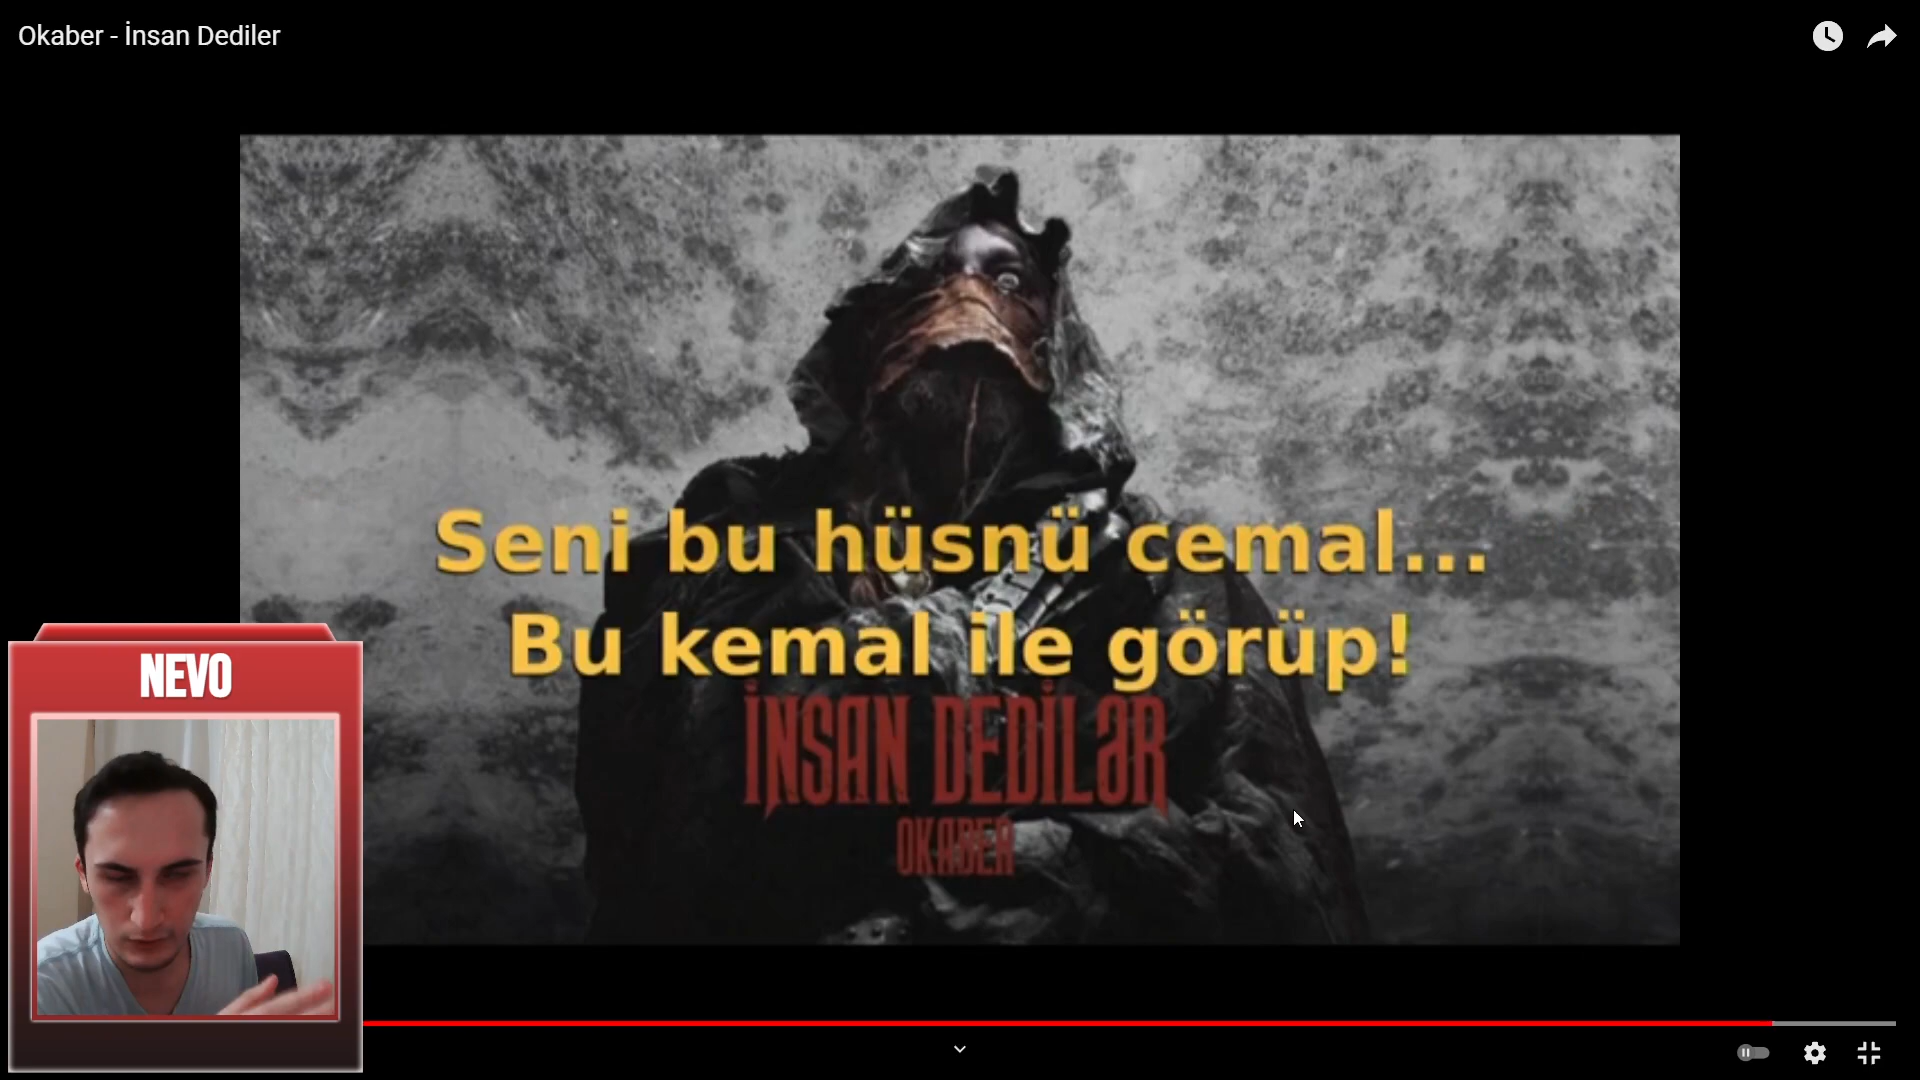 Okaber - İnsan Dediler
Seni bu hüsnü cemal...
Bu kemal ile görüp!
İNSAN DEDİLƏR
OKABER
NEVO